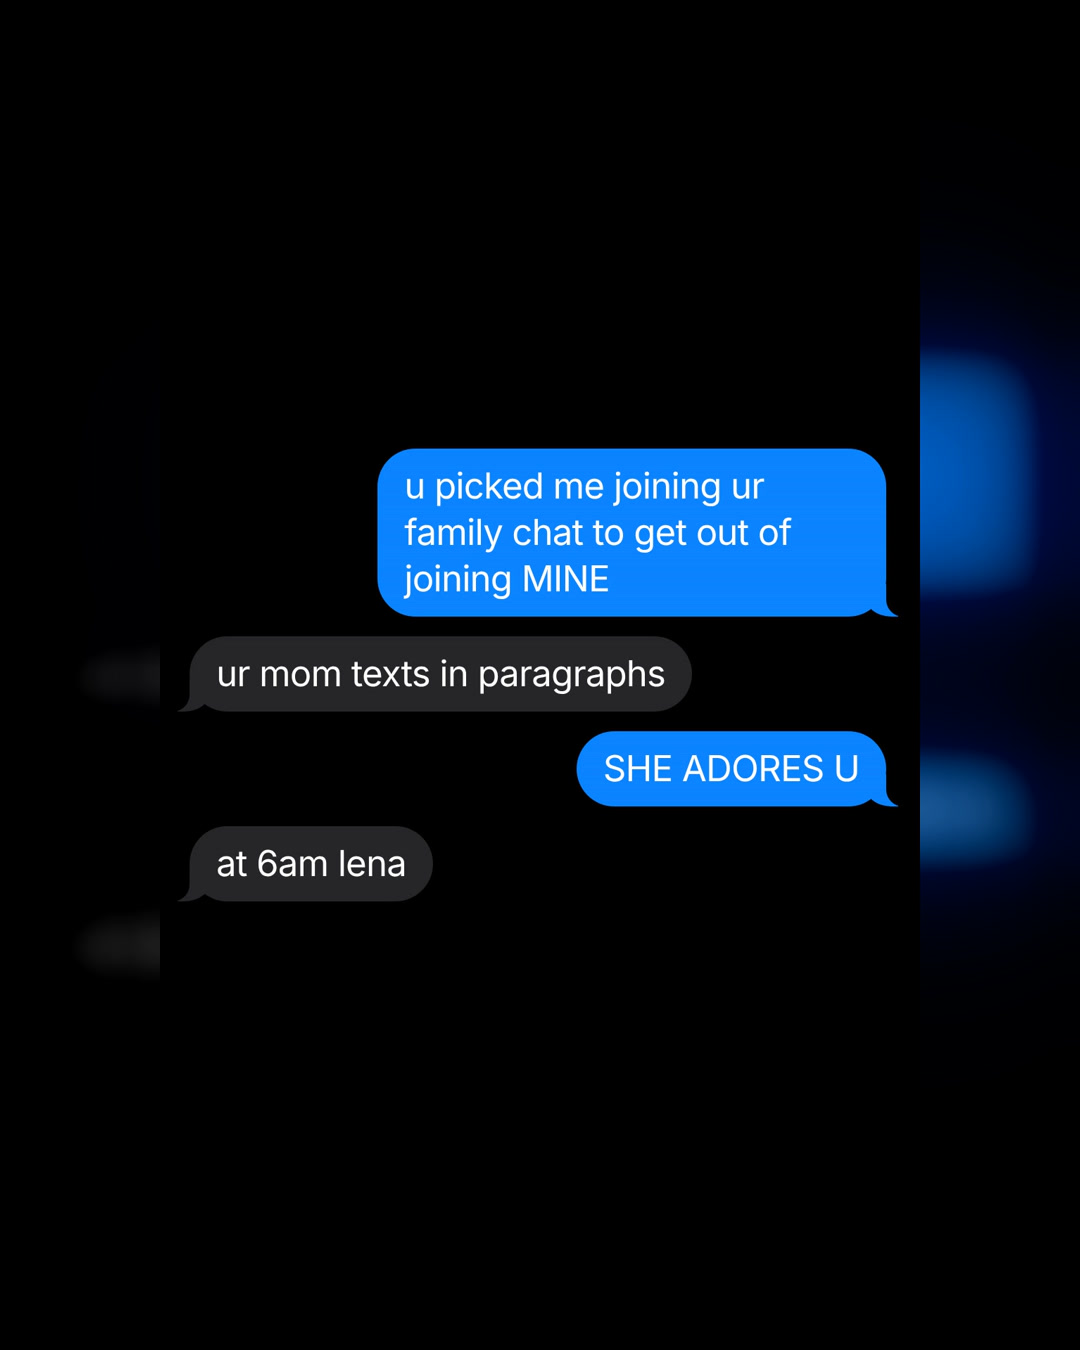 u picked me joining ur
family chat to get out of
joining MINE
ur mom texts in paragraphs
SHE ADORES U
at 6am lena